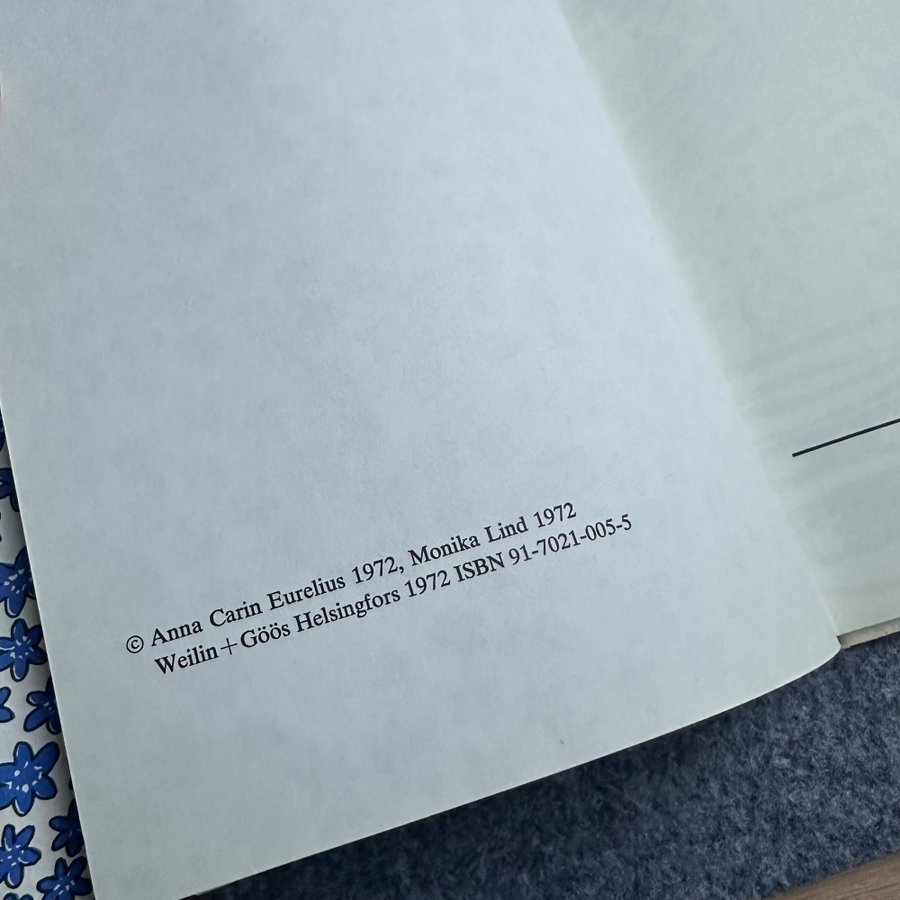 © Anna Carin Eurelius 1972, Monika Lind 1972
Weilin+Göös Helsingfors 1972 ISBN 91-7021-005-5